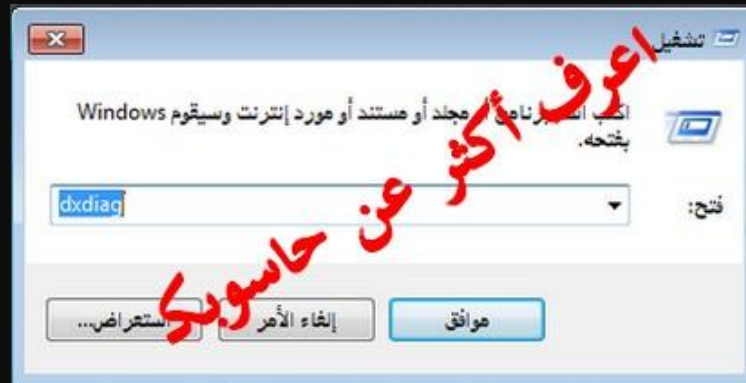 تشغيل
اعرف أكثر عن حاسوبك
اكتب برنامج أو مجلد أو مستند أو مورد إنترنت وسيقوم Windows
بفتحه.
فتح:
dxdiag
موافق
إلغاء الأمر
استعراض...